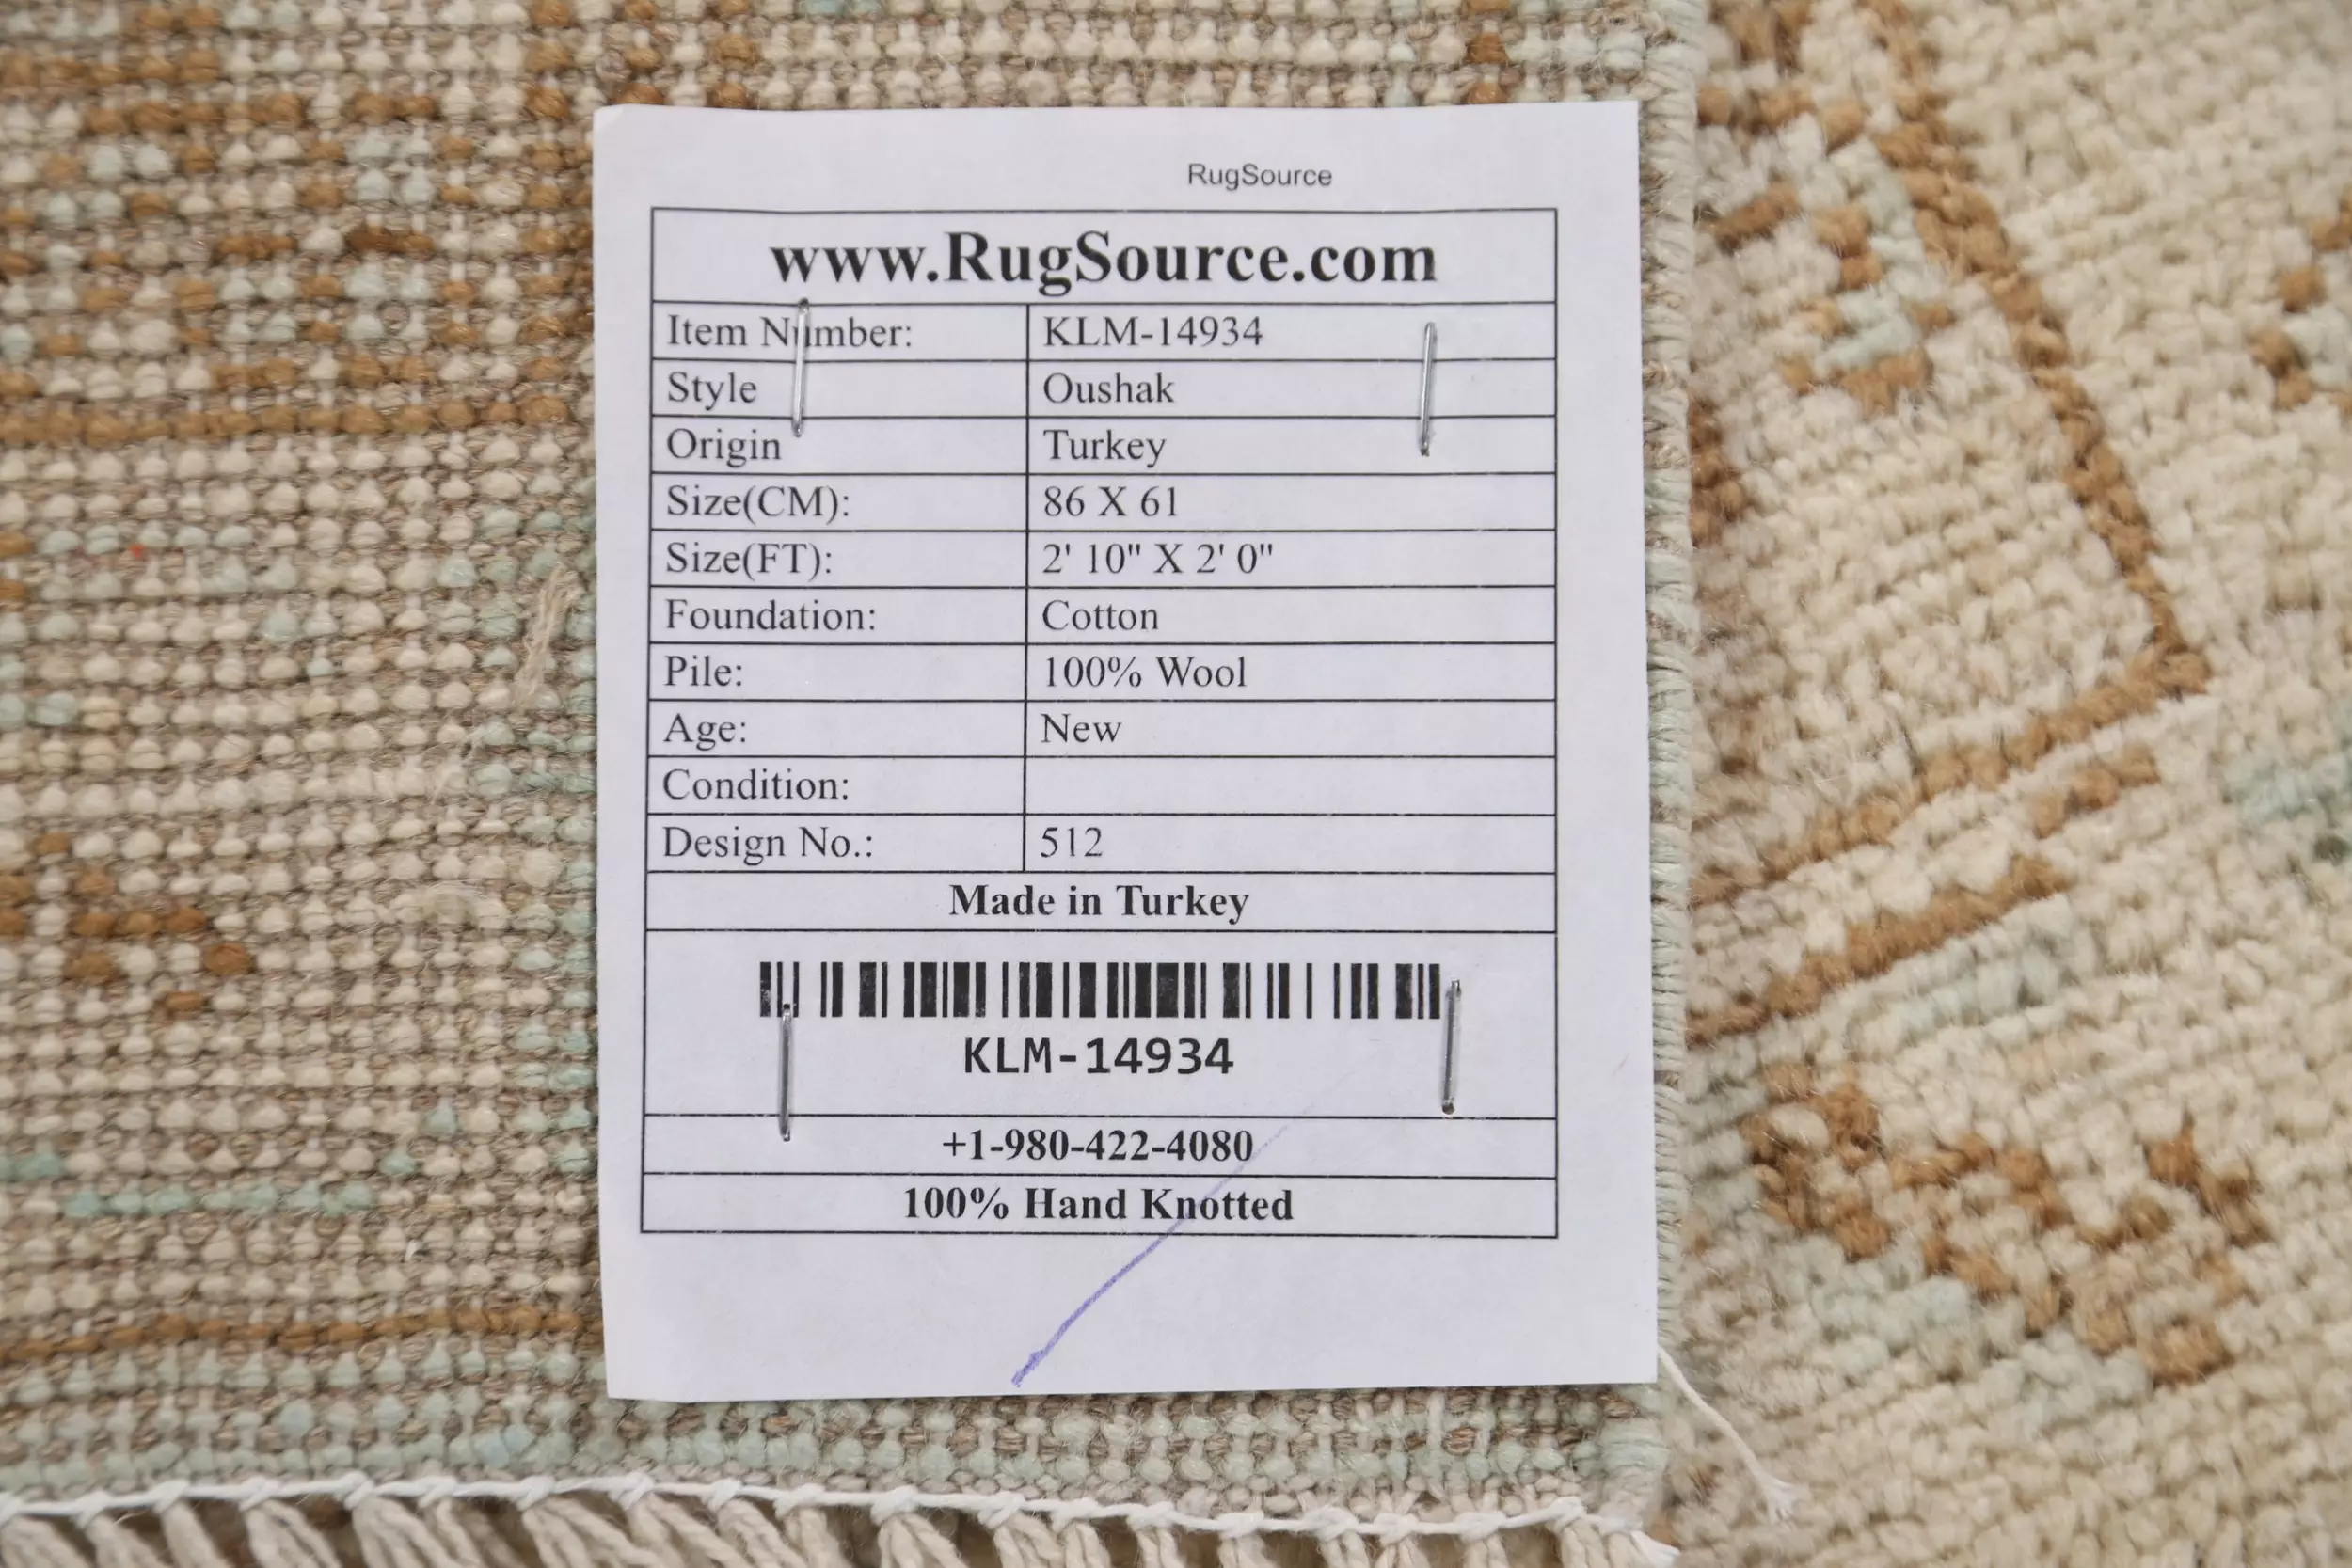 RugSource
www.RugSource.com
Item Number: KLM-14934
Style Oushak
Origin Turkey
Size(CM): 86 X 61
Size(FT): 2' 10" X 2' 0"
Foundation: Cotton
Pile: 100% Wool
Age: New
Condition:
Design No.: 512
Made in Turkey
KLM-14934
+1-980-422-4080
100% Hand Knotted